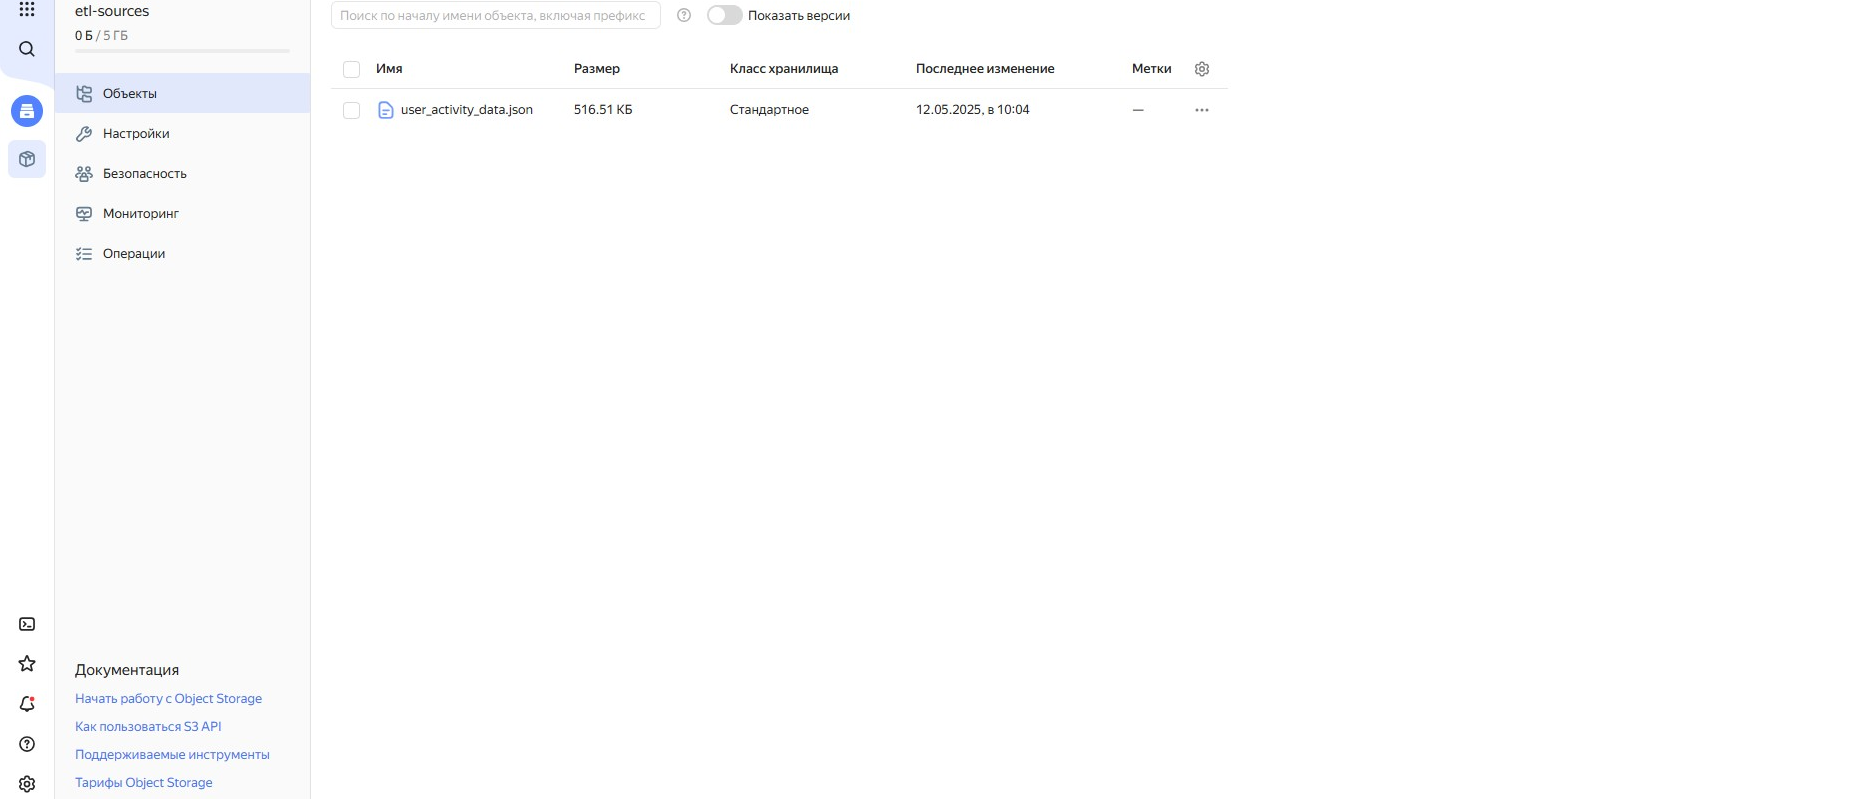 etl-sources
0 Б / 5 ГБ
Объекты
Настройки
Безопасность
Мониторинг
Операции
Документация
Начать работу с Object Storage
Как пользоваться S3 API
Поддерживаемые инструменты
Тарифы Object Storage
Поиск по началу имени объекта, включая префикс
Показать версии
Имя Размер Класс хранилища Последнее изменение Метки
user_activity_data.json 516.51 КБ Стандартное 12.05.2025, в 10:04 —